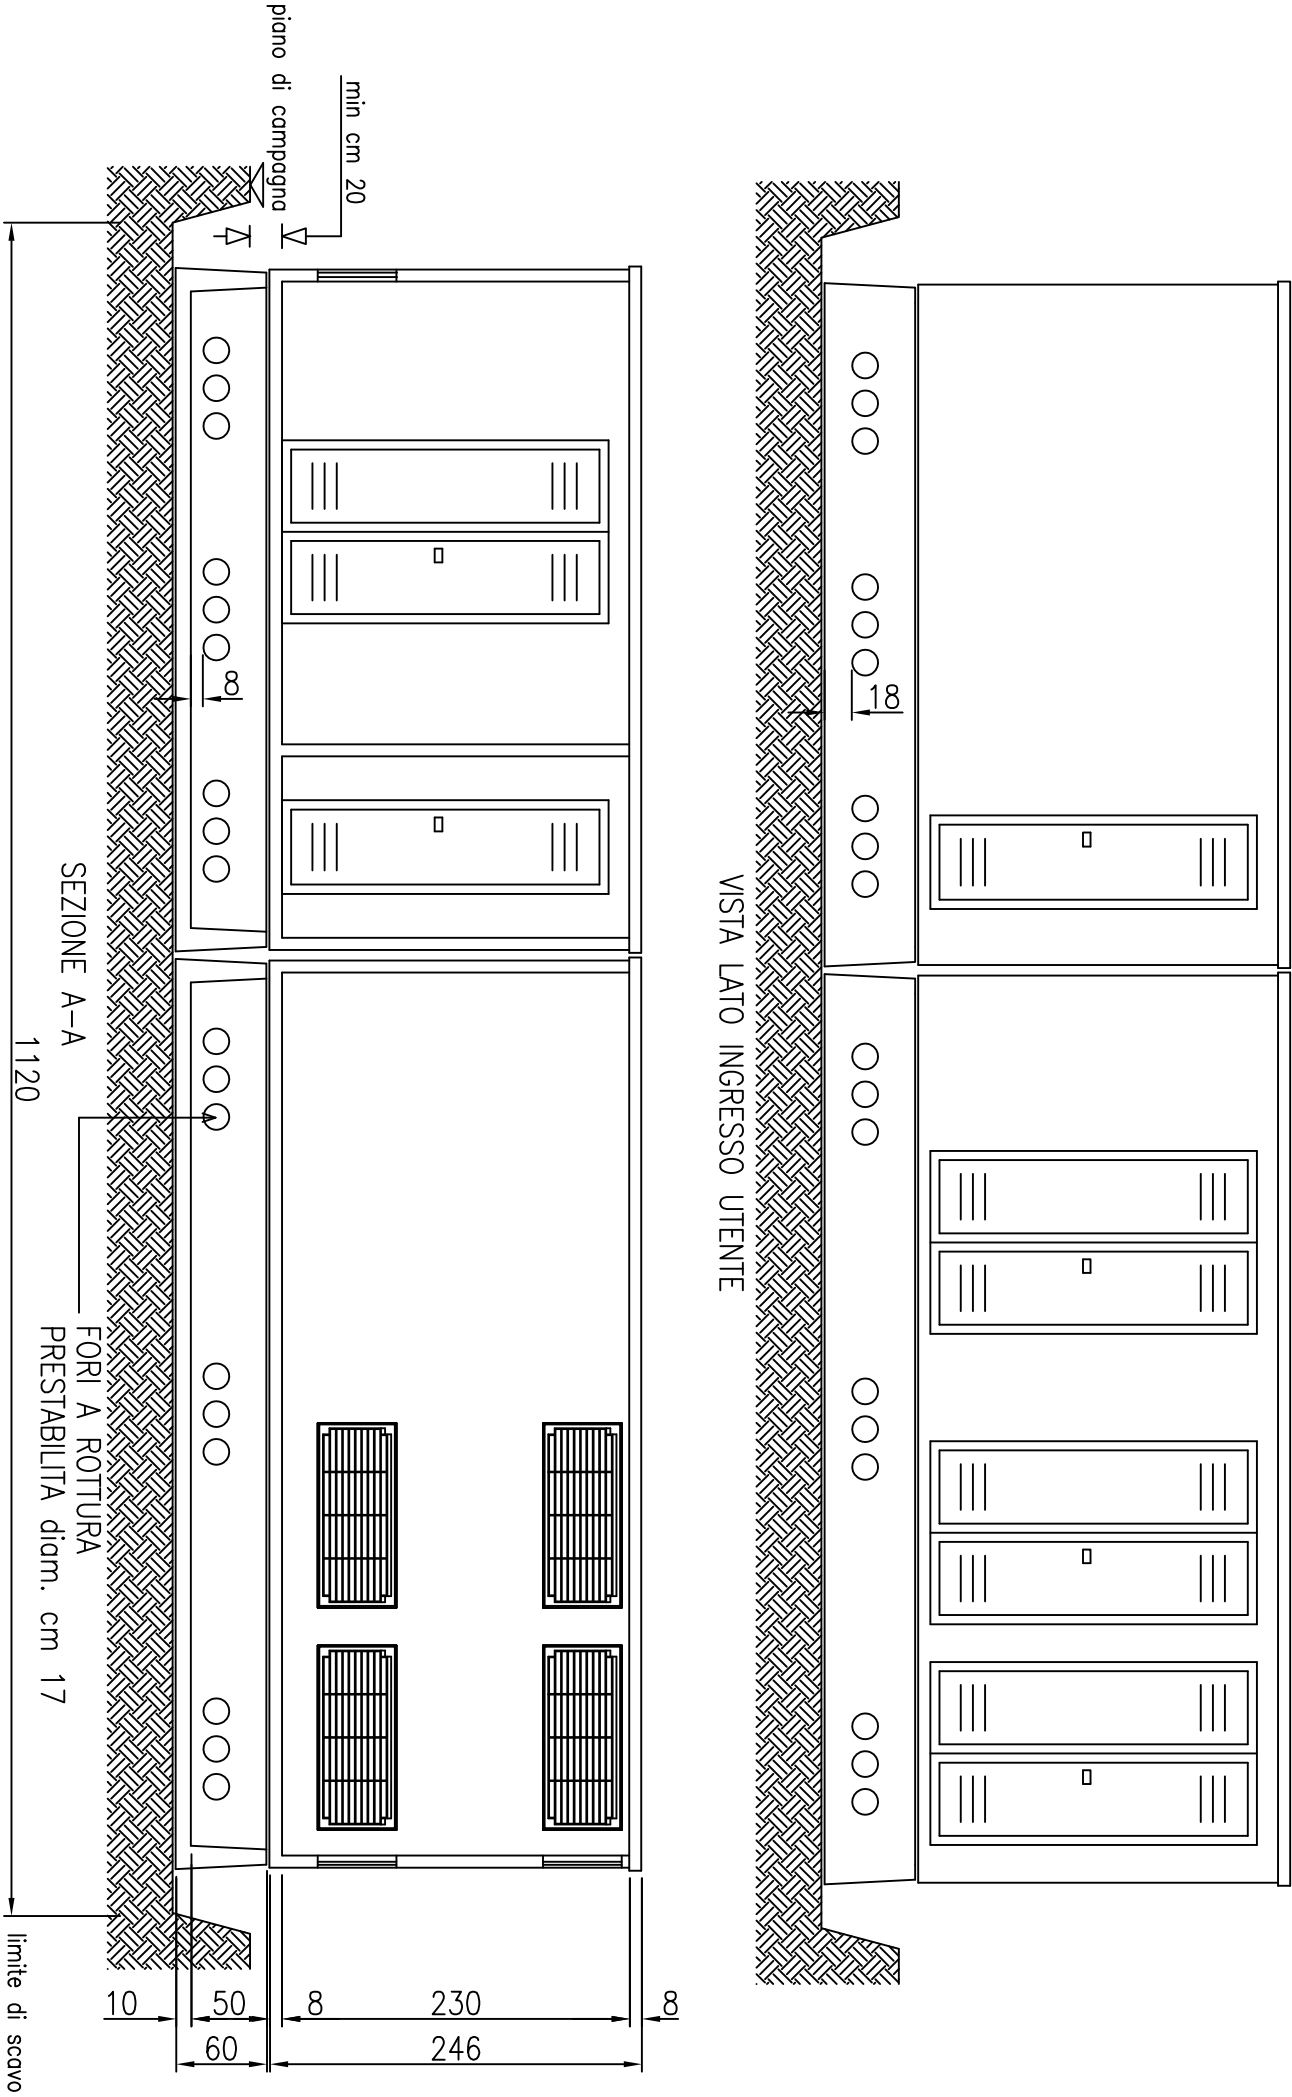 VISTA LATO INGRESSO UTENTE
18
min cm 20
piano di campagna
8
8
230
8
246
50
10
60
SEZIONE A-A
FORI A ROTTURA
PRESTABILITA diam. cm 17
1120
limite di scavo